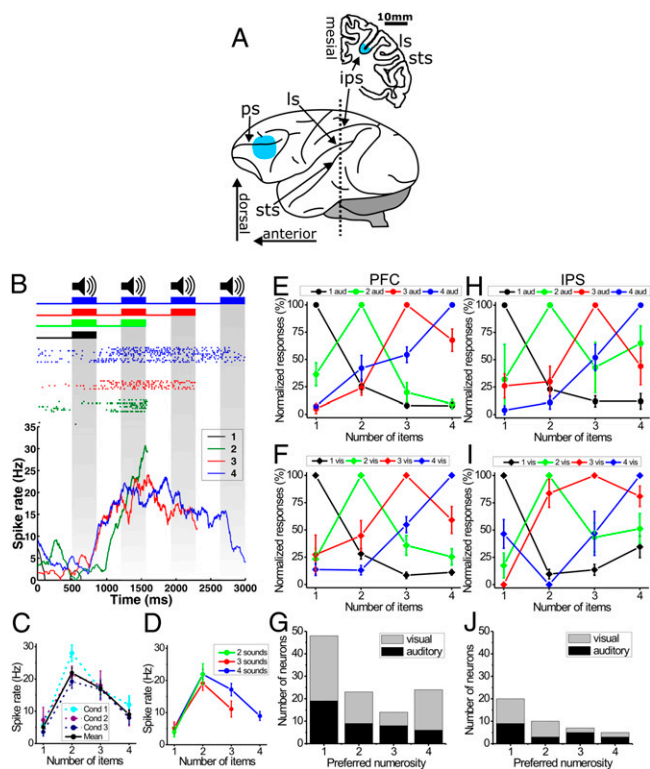 A
10mm
mesial
ls
sts
ips
ps
ls
sts
dorsal
anterior
B
35
30
25
20
15
10
5
0
Spike rate (Hz)
1
2
3
4
0 500 1000 1500 2000 2500 3000
Time (ms)
C
30
20
10
0
Spike rate (Hz)
Cond 1
Cond 2
Cond 3
Mean
1 2 3 4
Number of items
D
30
20
10
0
Spike rate (Hz)
2 sounds
3 sounds
4 sounds
1 2 3 4
Number of items
PFC
E
1 aud 2 aud 3 aud 4 aud
100
75
50
25
0
Normalized responses (%)
1 2 3 4
Number of items
F
1 vis 2 vis 3 vis 4 vis
100
75
50
25
0
Normalized responses (%)
1 2 3 4
Number of items
G
50
40
30
20
10
0
Number of neurons
visual
auditory
1 2 3 4
Preferred numerosity
IPS
H
1 aud 2 aud 3 aud 4 aud
100
75
50
25
0
Normalized responses (%)
1 2 3 4
Number of items
I
1 vis 2 vis 3 vis 4 vis
100
75
50
25
0
Normalized responses (%)
1 2 3 4
Number of items
J
50
40
30
20
10
0
Number of neurons
visual
auditory
1 2 3 4
Preferred numerosity